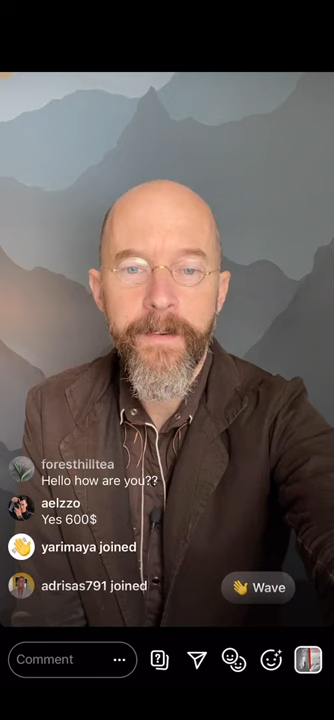 foresthilltea
Hello how are you??
aelzzo
Yes 600$
yarimaya joined
adrisas791 joined
👋 Wave
Comment